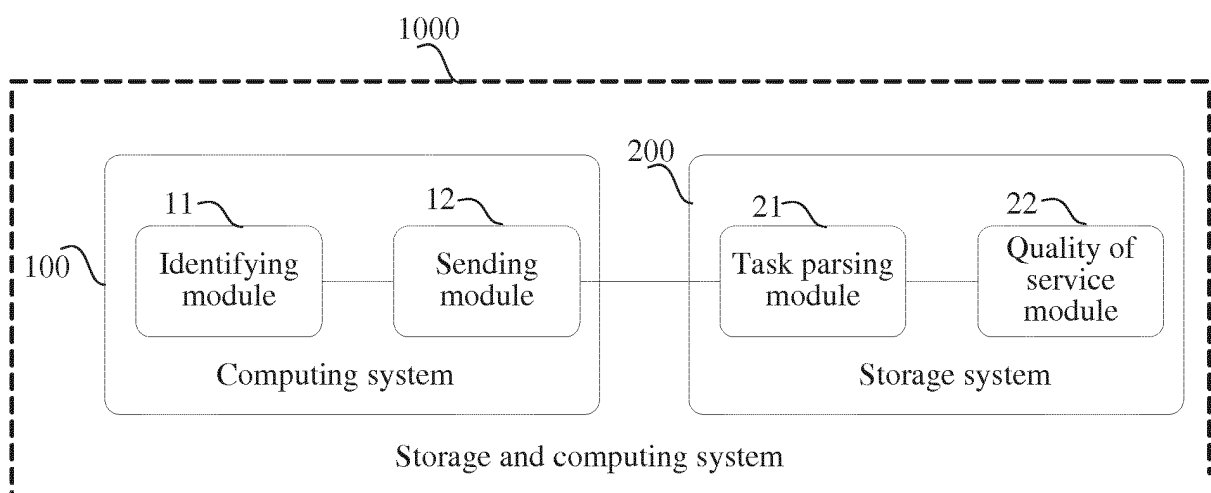 1000
200
11
12
21
22
100
Identifying
module
Sending
module
Task parsing
module
Quality of
service
module
Computing system
Storage system
Storage and computing system